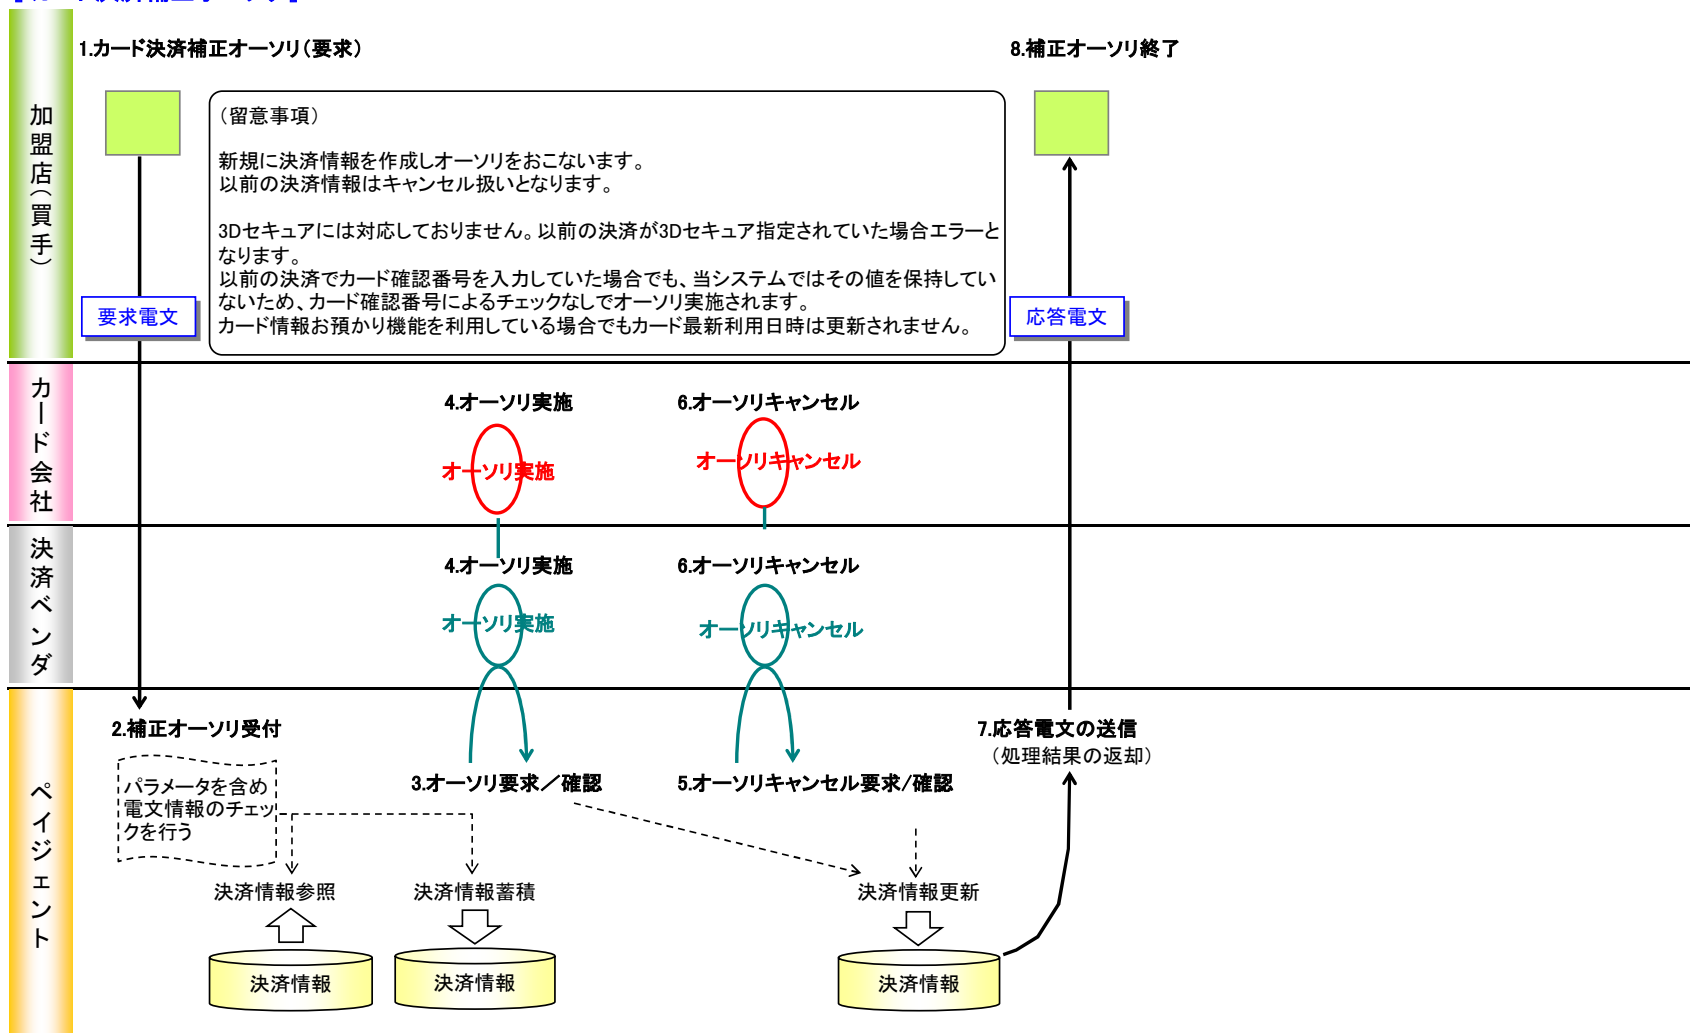 1.カード決済補正オーソリ（要求）
8.補正オーソリ終了
加盟店（買手）
（留意事項）
新規に決済情報を作成しオーソリをおこないます。
以前の決済情報はキャンセル扱いとなります。
3Dセキュアには対応しておりません。以前の決済が3Dセキュア指定されていた場合エラーと
なります。
以前の決済でカード確認番号を入力していた場合でも、当システムではその値を保持してい
ないため、カード確認番号によるチェックなしでオーソリ実施されます。
カード情報お預かり機能を利用している場合でもカード最新利用日時は更新されません。
要求電文
応答電文
カード会社
4.オーソリ実施
6.オーソリキャンセル
オーソリ実施
オーソリキャンセル
決済ベンダ
4.オーソリ実施
6.オーソリキャンセル
オーソリ実施
オーソリキャンセル
ペイジェント
2.補正オーソリ受付
7.応答電文の送信
（処理結果の返却）
パラメータを含め
電文情報のチェッ
クを行う
3.オーソリ要求／確認
5.オーソリキャンセル要求/確認
決済情報参照
決済情報蓄積
決済情報更新
決済情報
決済情報
決済情報